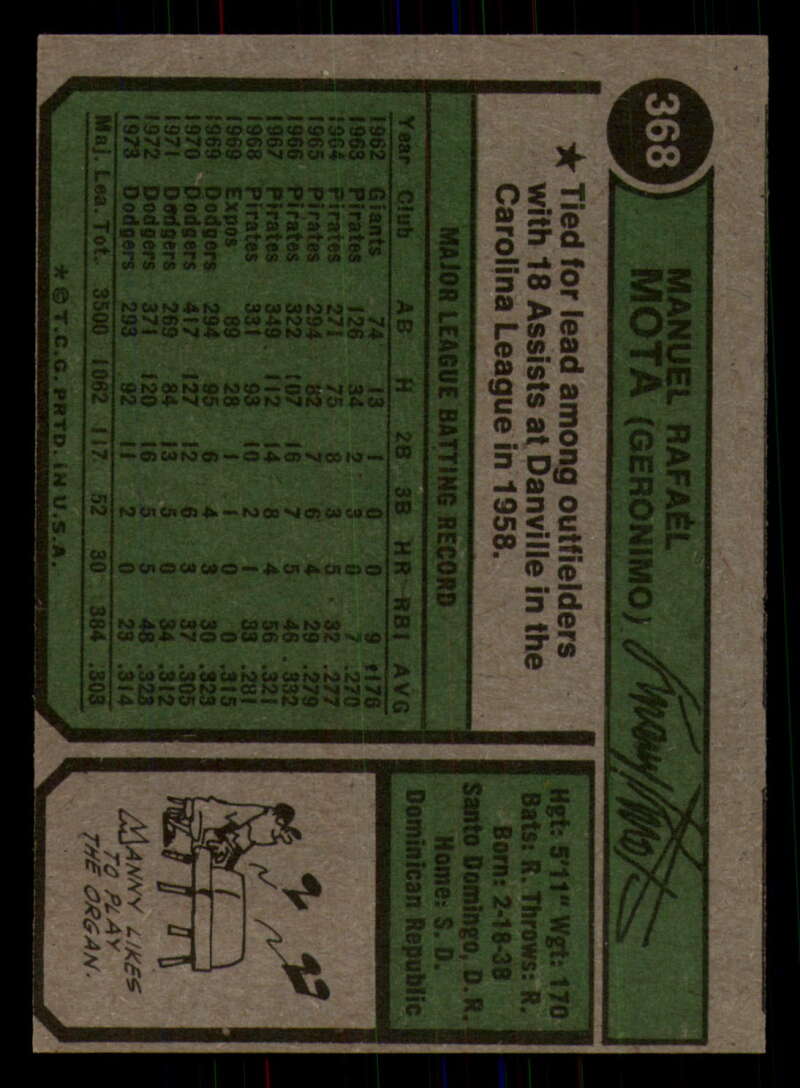 368
MANUEL RAFAEL
MOTA (GERONIMO)
Manny Mota
★ Tied for lead among outfielders
with 18 Assists at Danville in the
Carolina League in 1958.
MAJOR LEAGUE BATTING RECORD
Year Club AB H 2B 3B HR RBI AVG
1962 Giants 74 13 1 0 0 9 .176
1963 Pirates 126 34 2 3 0 7 .270
1964 Pirates 271 75 8 3 5 32 .277
1965 Pirates 294 82 7 6 4 29 .279
1966 Pirates 322 107 16 7 5 46 .332
1967 Pirates 349 112 14 8 4 56 .321
1968 Pirates 331 93 10 2 1 33 .281
1969 Expos 89 28 1 1 0 0 .315
1969 Dodgers 294 95 6 4 3 30 .323
1970 Dodgers 417 127 12 6 3 37 .305
1971 Dodgers 269 84 13 5 0 34 .312
1972 Dodgers 371 120 16 5 5 48 .323
1973 Dodgers 293 92 11 2 0 23 .314
Maj. Lea. Tot. 3500 1062 117 52 30 384 .303
* © T.C.G. PRTD. IN U.S.A.
Hgt: 5'11" Wgt: 170
Bats: R. Throws: R.
Born: 2-18-38
Santo Domingo, D. R.
Home: S. D.
Dominican Republic
MANNY LIKES
TO PLAY
THE ORGAN.